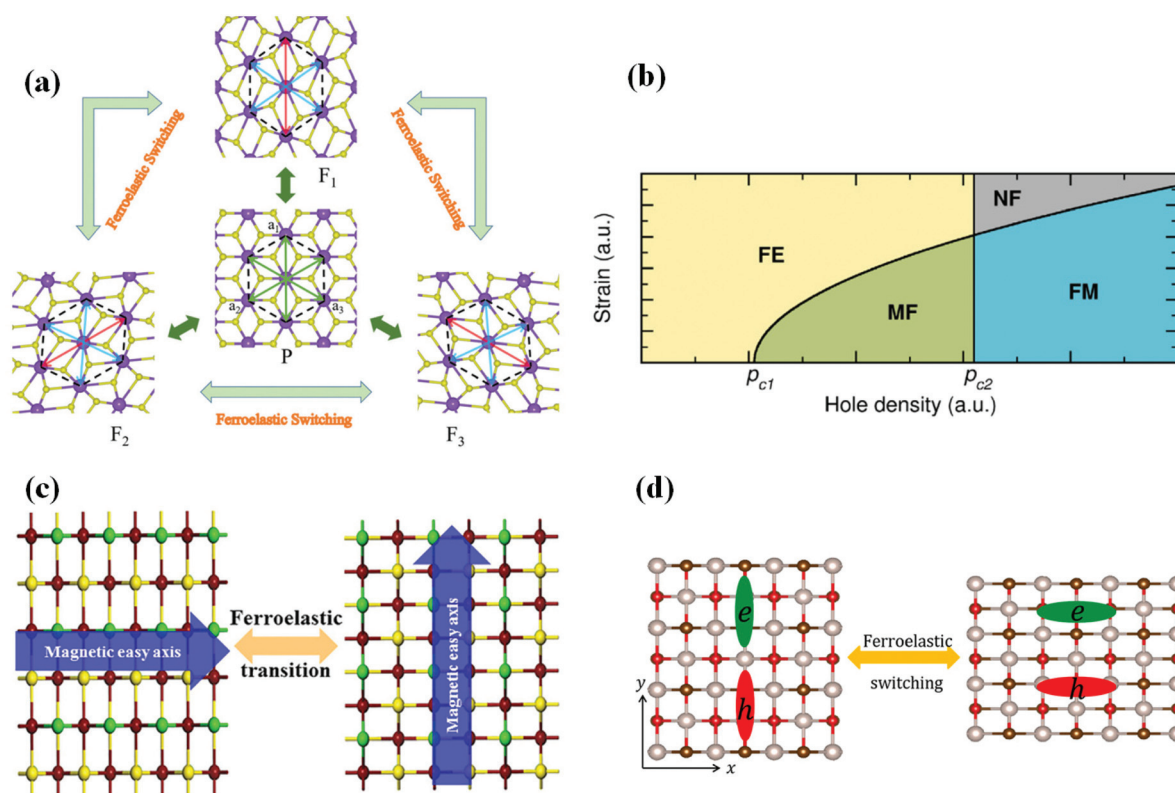 (a)
Ferroelastic Switching
Ferroelastic Switching
F1
a1
a2
a3
P
F2
Ferroelastic Switching
F3
(b)
Strain (a.u.)
FE
NF
MF
FM
pc1
pc2
Hole density (a.u.)
(c)
Magnetic easy axis
Ferroelastic
transition
Magnetic easy axis
(d)
e
h
y
x
Ferroelastic
switching
e
h